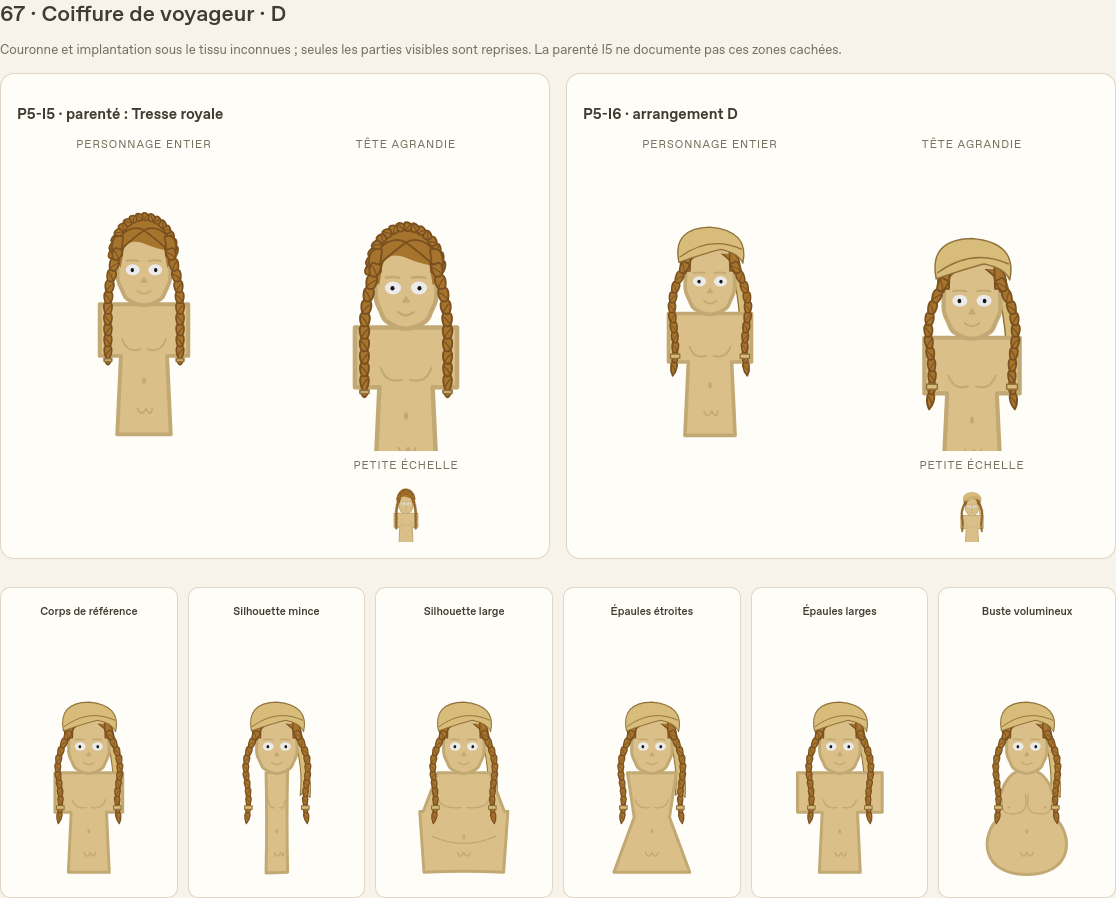 67 · Coiffure de voyageur · D
Couronne et implantation sous le tissu inconnues ; seules les parties visibles sont reprises. La parenté I5 ne documente pas ces zones cachées.
P5-I5 · parenté : Tresse royale
PERSONNAGE ENTIER
TÊTE AGRANDIE
PETITE ÉCHELLE
P5-I6 · arrangement D
PERSONNAGE ENTIER
TÊTE AGRANDIE
PETITE ÉCHELLE
Corps de référence
Silhouette mince
Silhouette large
Épaules étroites
Épaules larges
Buste volumineux